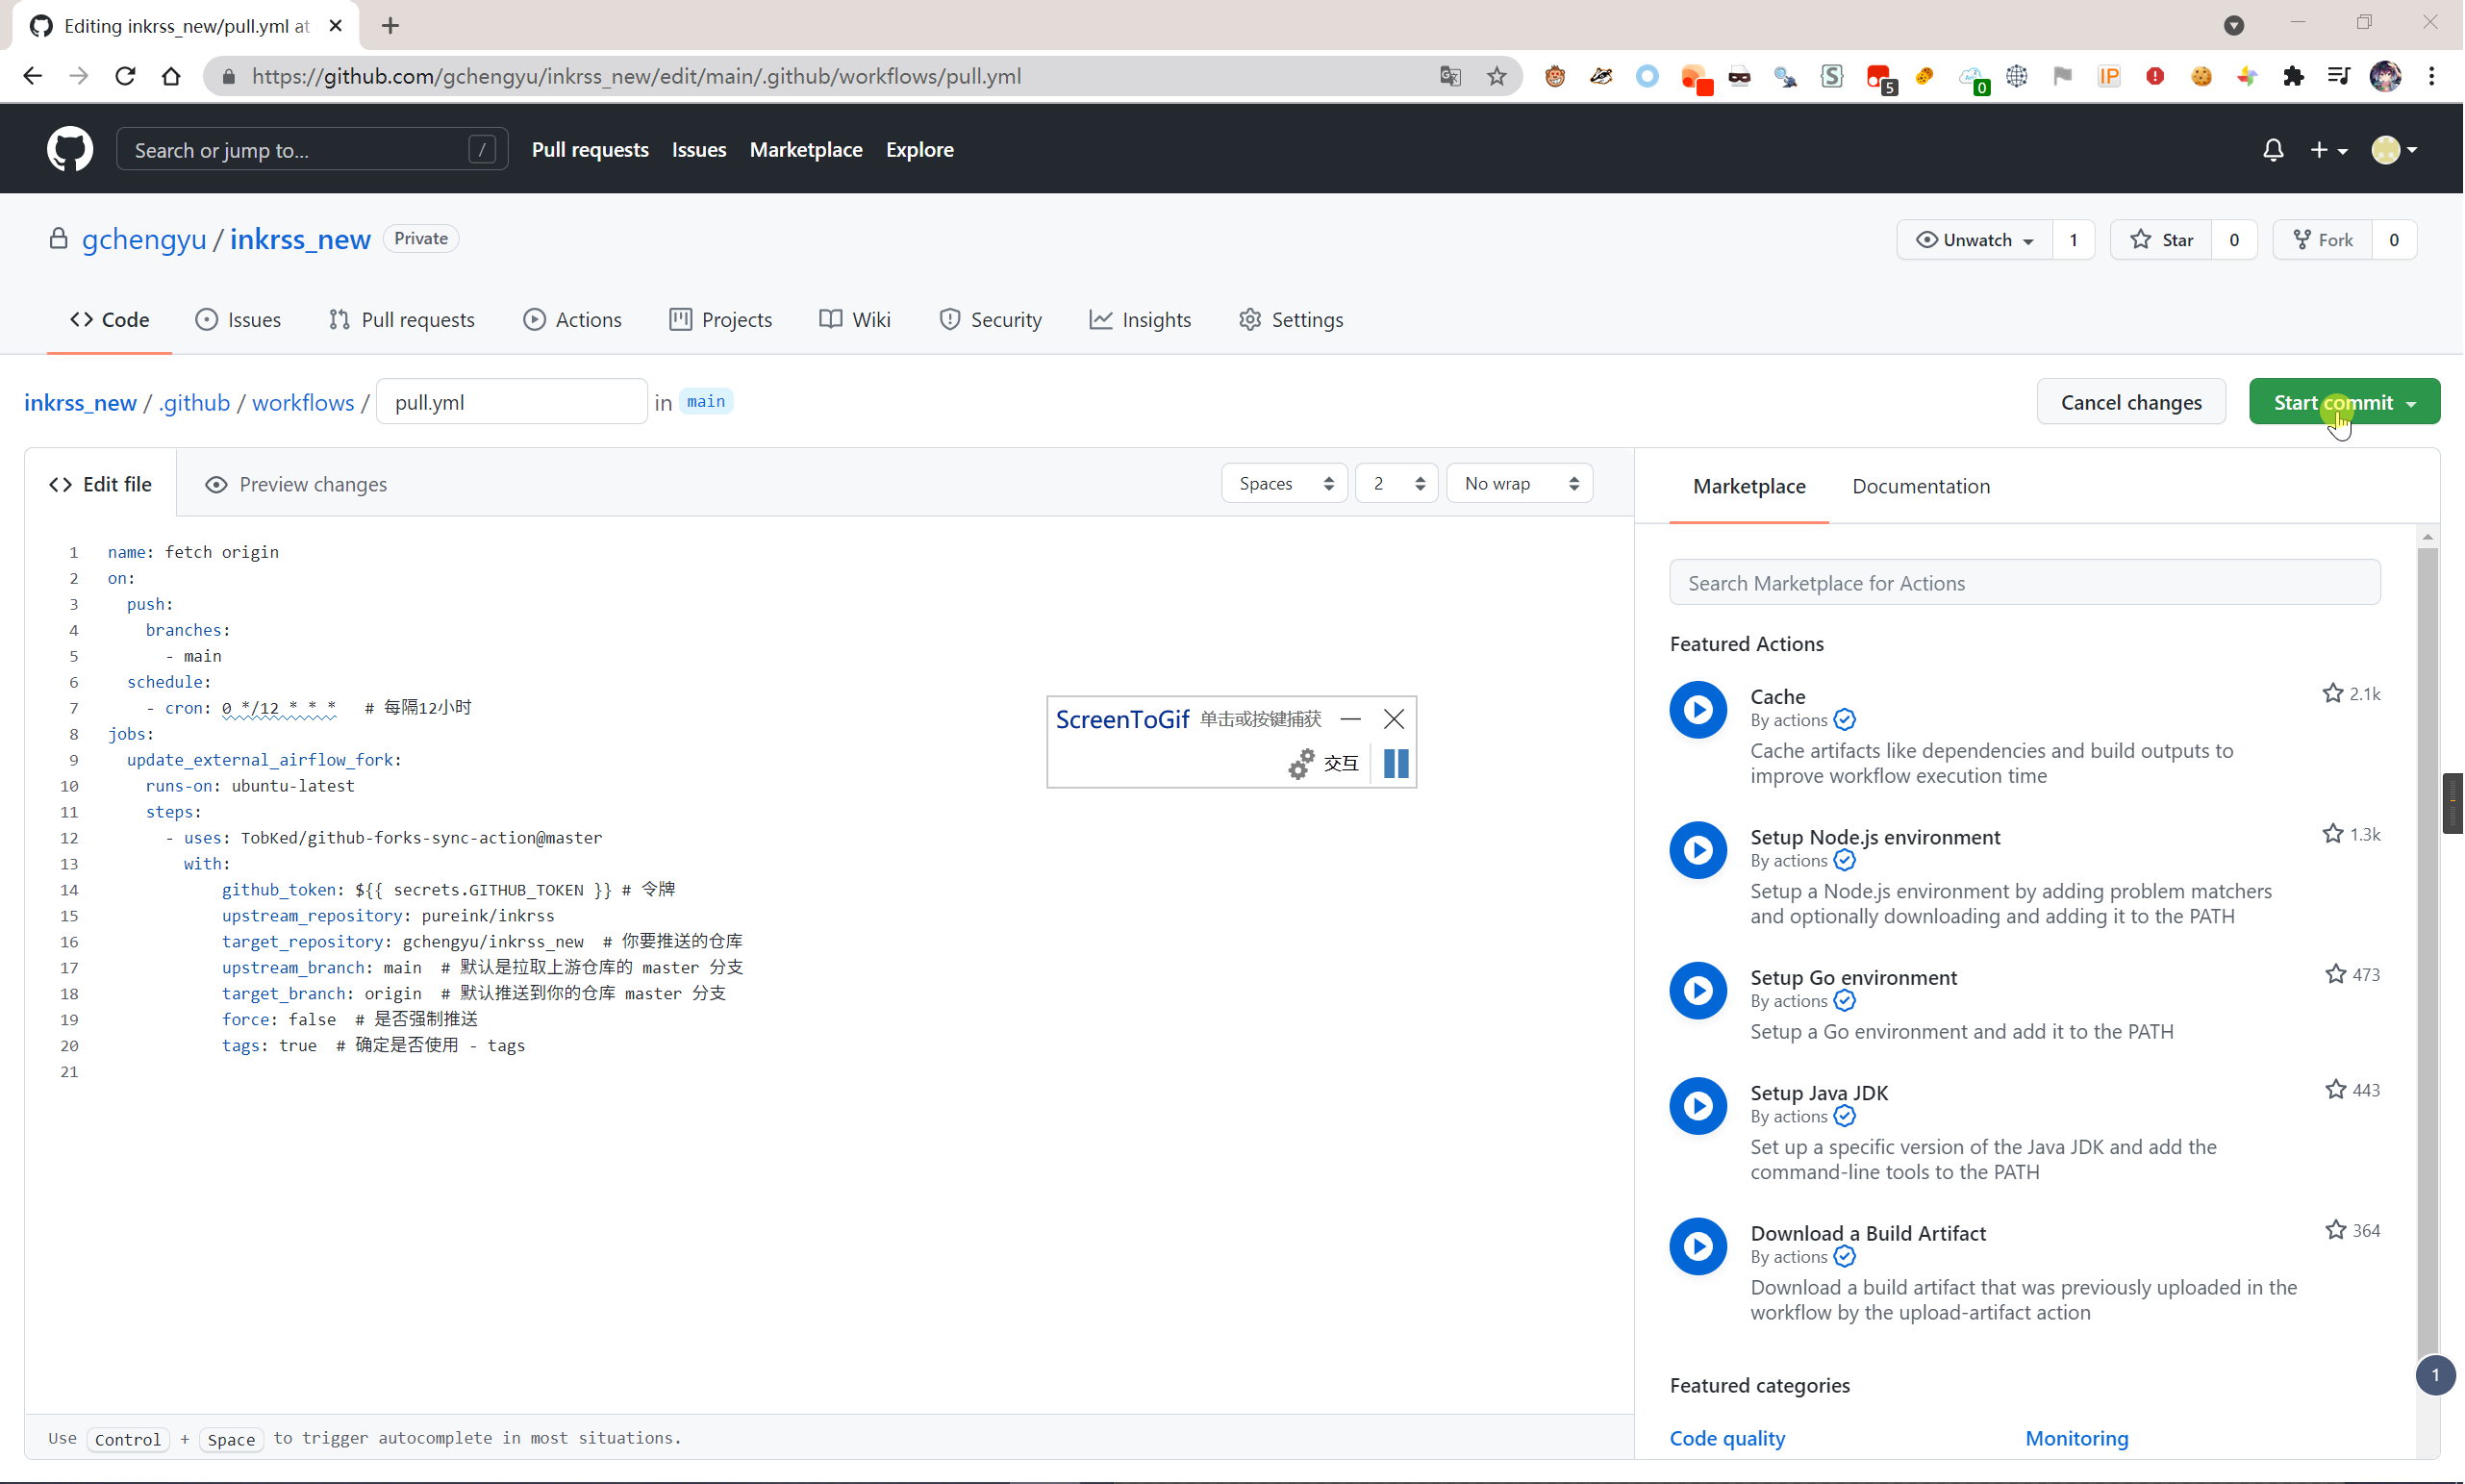 Editing inkrss_new/pull.yml at
https://github.com/gchengyu/inkrss_new/edit/main/.github/workflows/pull.yml
5
0
IP
Search or jump to...
/
Pull requests
Issues
Marketplace
Explore
gchengyu / inkrss_new
Private
Unwatch
1
Star
0
Fork
0
Code
Issues
Pull requests
Actions
Projects
Wiki
Security
Insights
Settings
inkrss_new / .github / workflows / pull.yml in main
Cancel changes
Start commit
Edit file
Preview changes
Spaces
2
No wrap
1 name: fetch origin
2 on:
3 push:
4 branches:
5 - main
6 schedule:
7 - cron: 0 */12 * * * # 每隔12小时
8 jobs:
9 update_external_airflow_fork:
10 runs-on: ubuntu-latest
11 steps:
12 - uses: TobKed/github-forks-sync-action@master
13 with:
14 github_token: ${{ secrets.GITHUB_TOKEN }} # 令牌
15 upstream_repository: pureink/inkrss
16 target_repository: gchengyu/inkrss_new # 你要推送的仓库
17 upstream_branch: main # 默认是拉取上游仓库的 master 分支
18 target_branch: origin # 默认推送到你的仓库 master 分支
19 force: false # 是否强制推送
20 tags: true # 确定是否使用 - tags
21
ScreenToGif 单击或按键捕获
交互
Use Control + Space to trigger autocomplete in most situations.
Marketplace
Documentation
Search Marketplace for Actions
Featured Actions
Cache
2.1k
By actions
Cache artifacts like dependencies and build outputs to
improve workflow execution time
Setup Node.js environment
1.3k
By actions
Setup a Node.js environment by adding problem matchers
and optionally downloading and adding it to the PATH
Setup Go environment
473
By actions
Setup a Go environment and add it to the PATH
Setup Java JDK
443
By actions
Set up a specific version of the Java JDK and add the
command-line tools to the PATH
Download a Build Artifact
364
By actions
Download a build artifact that was previously uploaded in the
workflow by the upload-artifact action
1
Featured categories
Code quality
Monitoring